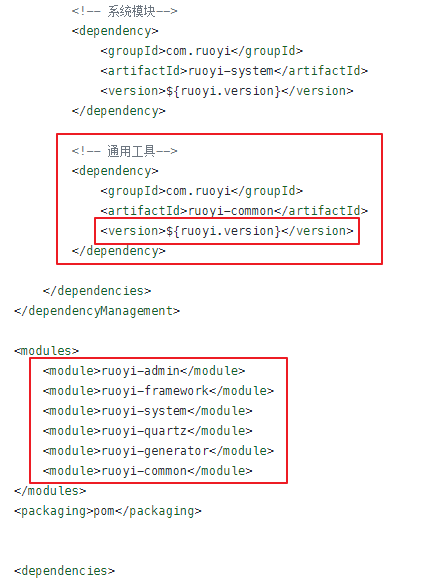 <!-- 系统模块-->
<dependency>
<groupId>com.ruoyi</groupId>
<artifactId>ruoyi-system</artifactId>
<version>${ruoyi.version}</version>
</dependency>
<!-- 通用工具-->
<dependency>
<groupId>com.ruoyi</groupId>
<artifactId>ruoyi-common</artifactId>
<version>${ruoyi.version}</version>
</dependency>
</dependencies>
</dependencyManagement>
<modules>
<module>ruoyi-admin</module>
<module>ruoyi-framework</module>
<module>ruoyi-system</module>
<module>ruoyi-quartz</module>
<module>ruoyi-generator</module>
<module>ruoyi-common</module>
</modules>
<packaging>pom</packaging>
<dependencies>